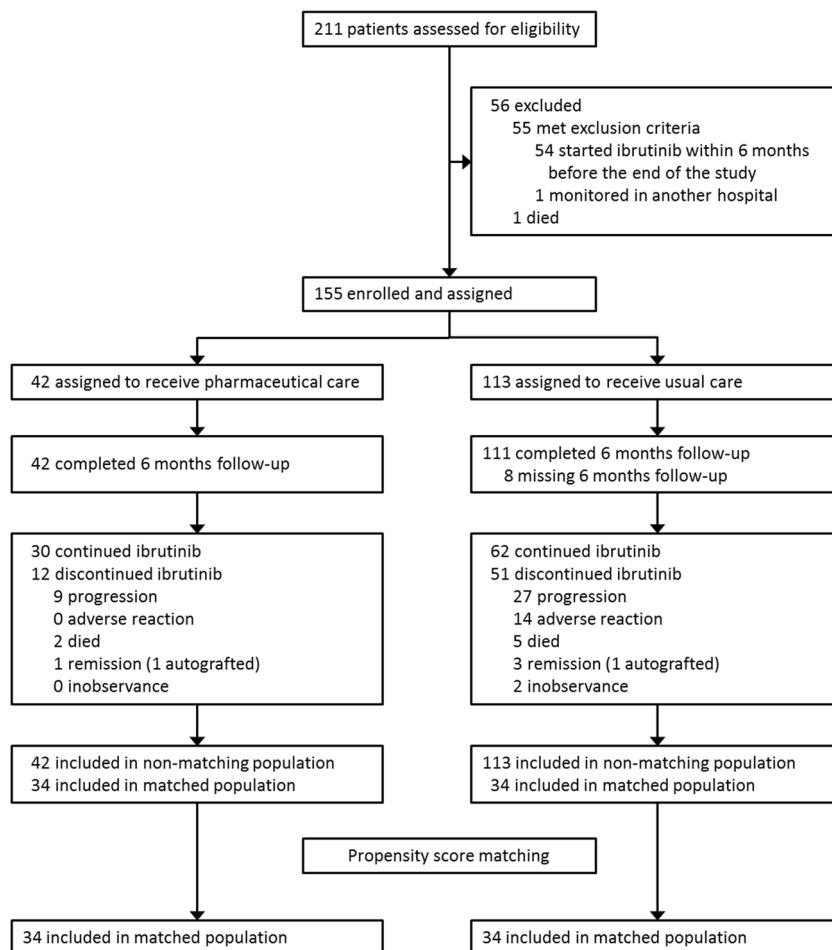 211 patients assessed for eligibility
56 excluded
55 met exclusion criteria
54 started ibrutinib within 6 months
before the end of the study
1 monitored in another hospital
1 died
155 enrolled and assigned
42 assigned to receive pharmaceutical care
113 assigned to receive usual care
42 completed 6 months follow-up
111 completed 6 months follow-up
8 missing 6 months follow-up
30 continued ibrutinib
12 discontinued ibrutinib
9 progression
0 adverse reaction
2 died
1 remission (1 autografted)
0 inobservance
62 continued ibrutinib
51 discontinued ibrutinib
27 progression
14 adverse reaction
5 died
3 remission (1 autografted)
2 inobservance
42 included in non-matching population
34 included in matched population
113 included in non-matching population
34 included in matched population
Propensity score matching
34 included in matched population
34 included in matched population